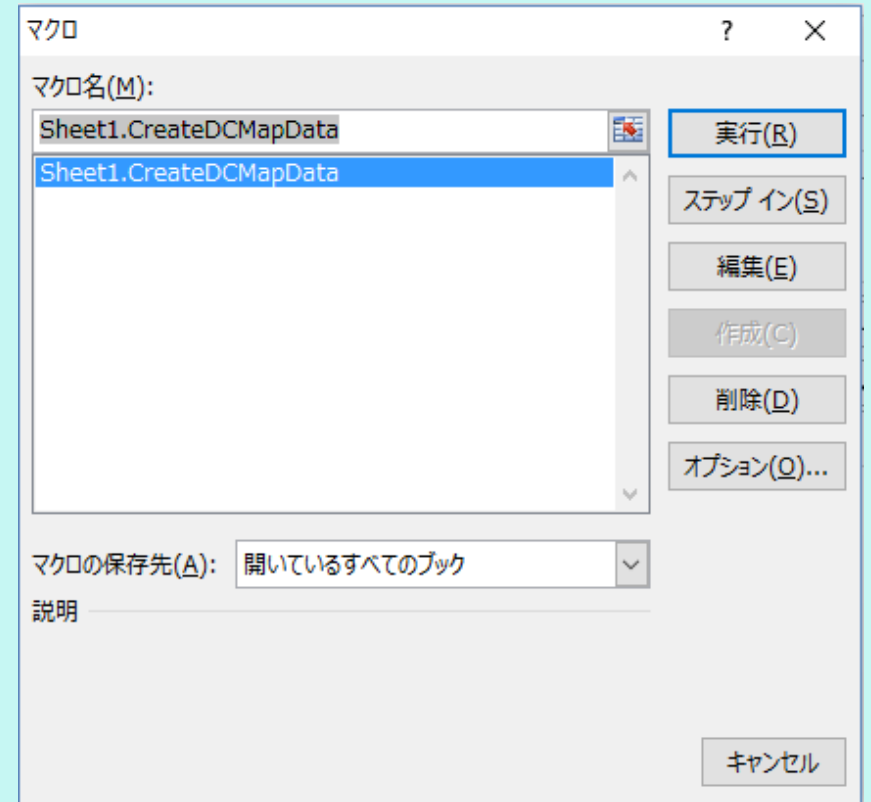 マクロ ? ×
マクロ名(M):
Sheet1.CreateDCMapData
Sheet1.CreateDCMapData
実行(R)
ステップ イン(S)
編集(E)
作成(C)
削除(D)
オプション(O)...
マクロの保存先(A): 開いているすべてのブック
説明
キャンセル